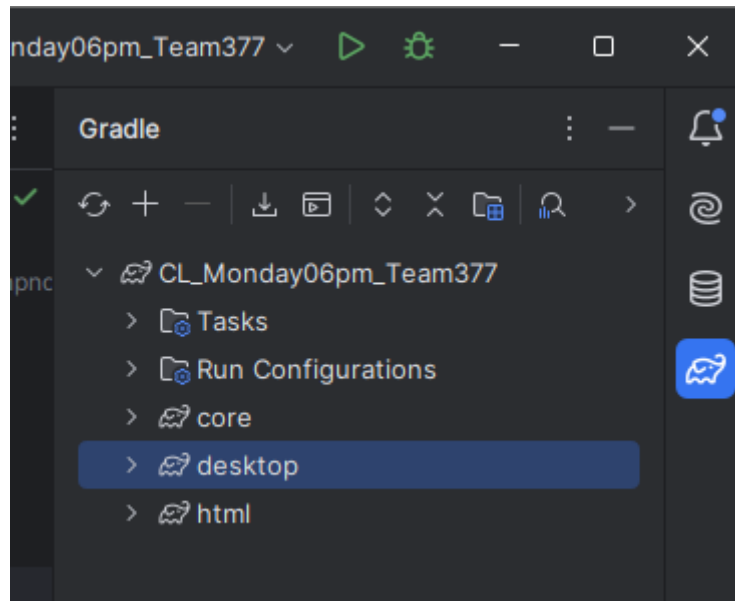 nday06pm_Team377
Gradle
CL_Monday06pm_Team377
Tasks
Run Configurations
core
desktop
html